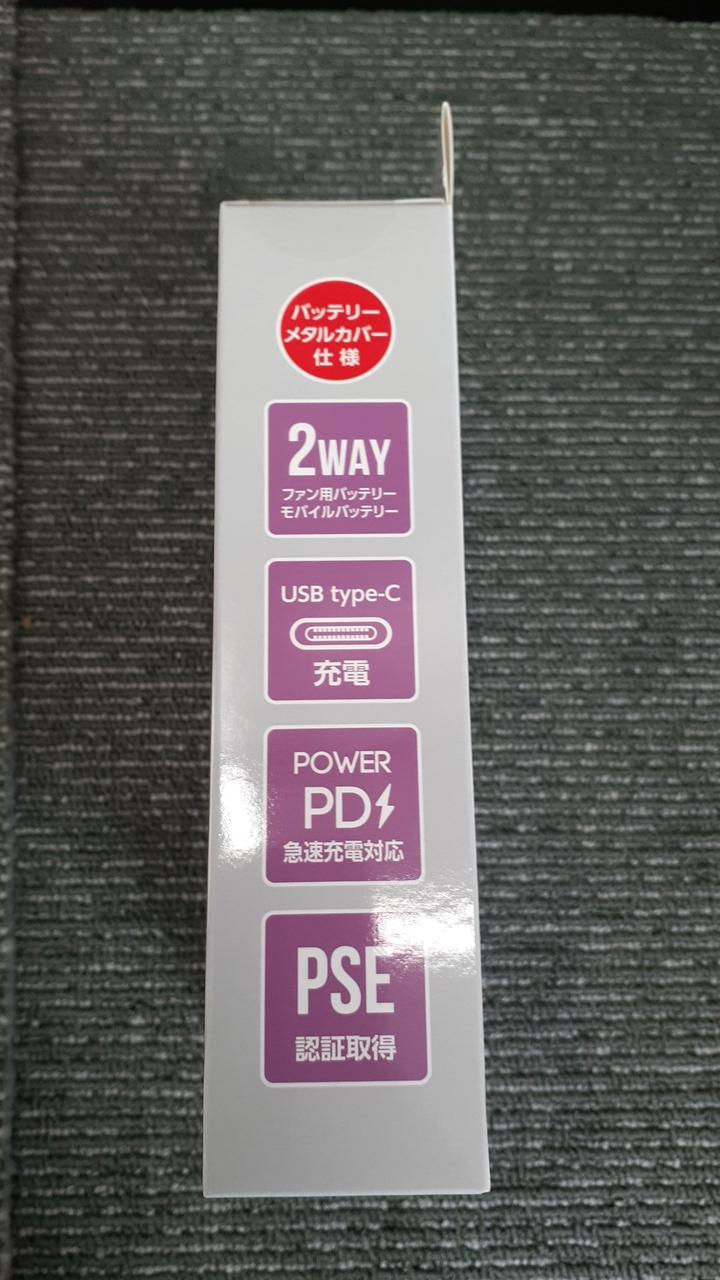 バッテリー
メタルカバー
仕様
2WAY
ファン用バッテリー
モバイルバッテリー
USB type-C
充電
POWER
PD
急速充電対応
PSE
認証取得